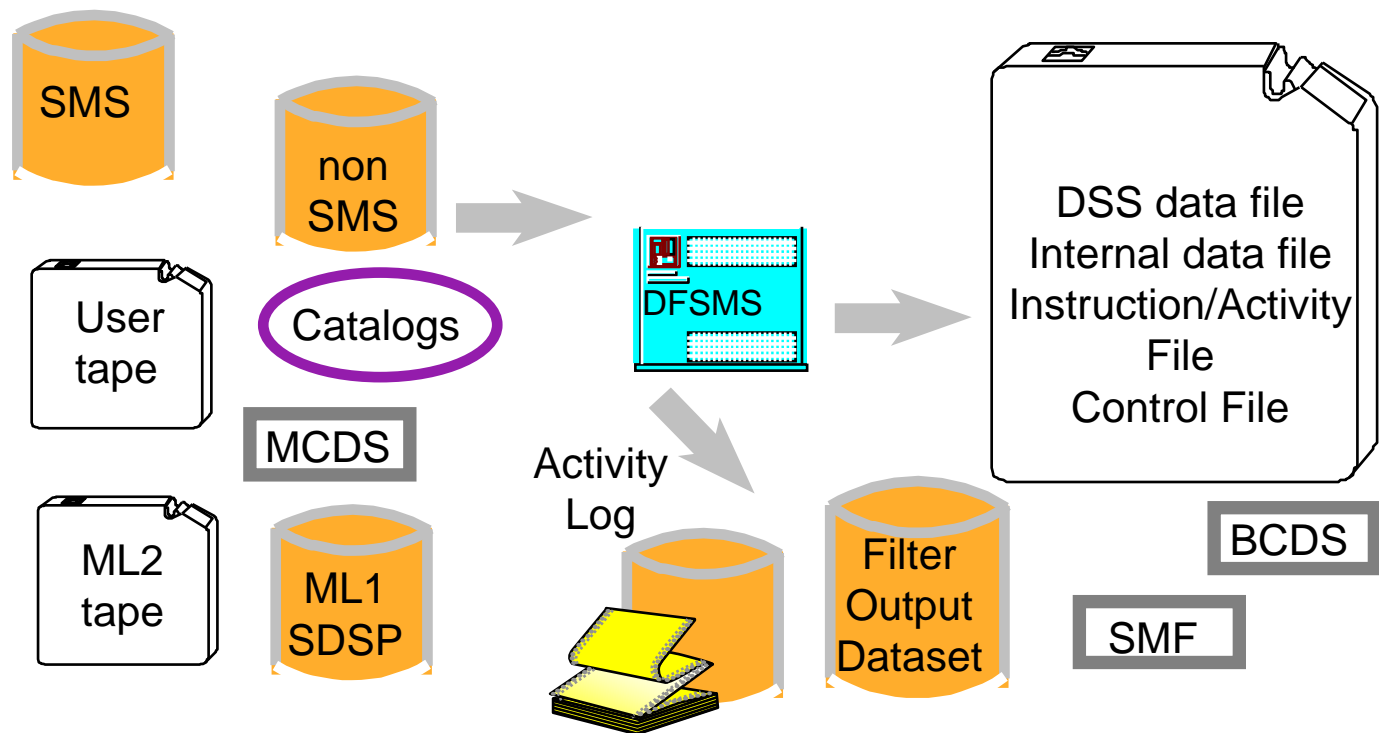 SMS
non
SMS
User
tape
Catalogs
MCDS
ML2
tape
ML1
SDSP
DFSMS
Activity
Log
Filter
Output
Dataset
DSS data file
Internal data file
Instruction/Activity
File
Control File
BCDS
SMF